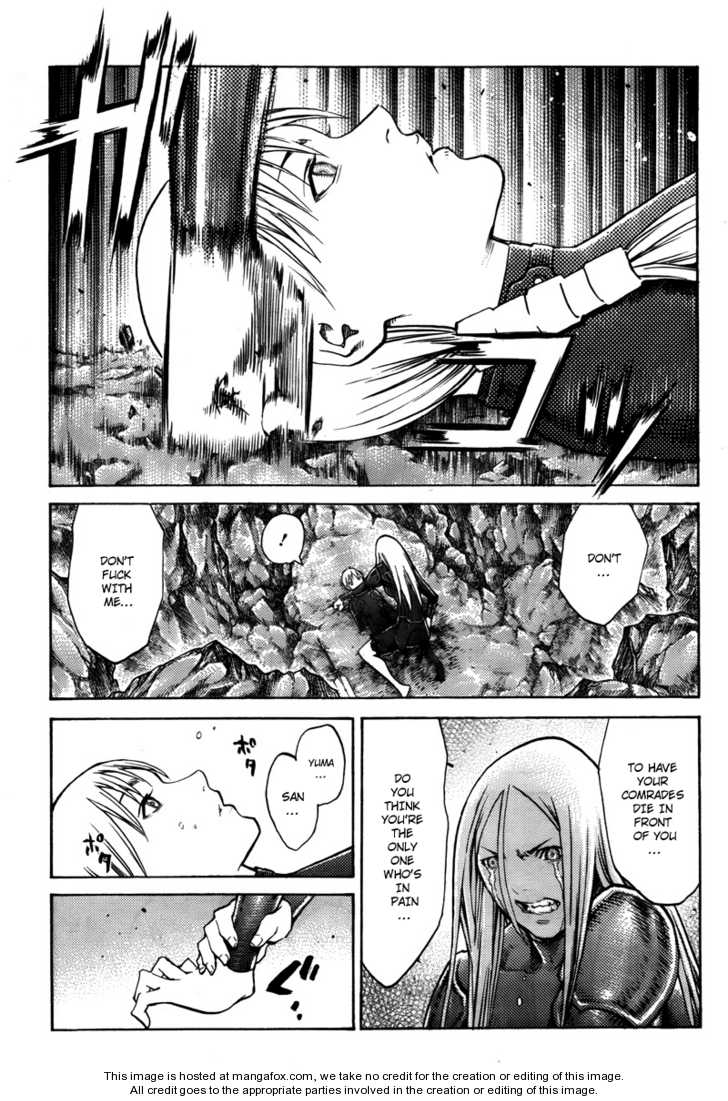 ガ
ゴッ
DON'T
...
!
DON'T
FUCK
WITH
ME...
TO HAVE
YOUR
COMRADES
DIE IN
FRONT
OF YOU
...
DO
YOU
THINK
YOU'RE
THE
ONLY
ONE
WHO'S
IN
PAIN
...
YUMA
...
SAN
...
ポタ
ポタ
ぐ
This image is hosted at mangafox.com, we take no credit for the creation or editing of this image.
All credit goes to the appropriate parties involved in the creation or editing of this image.